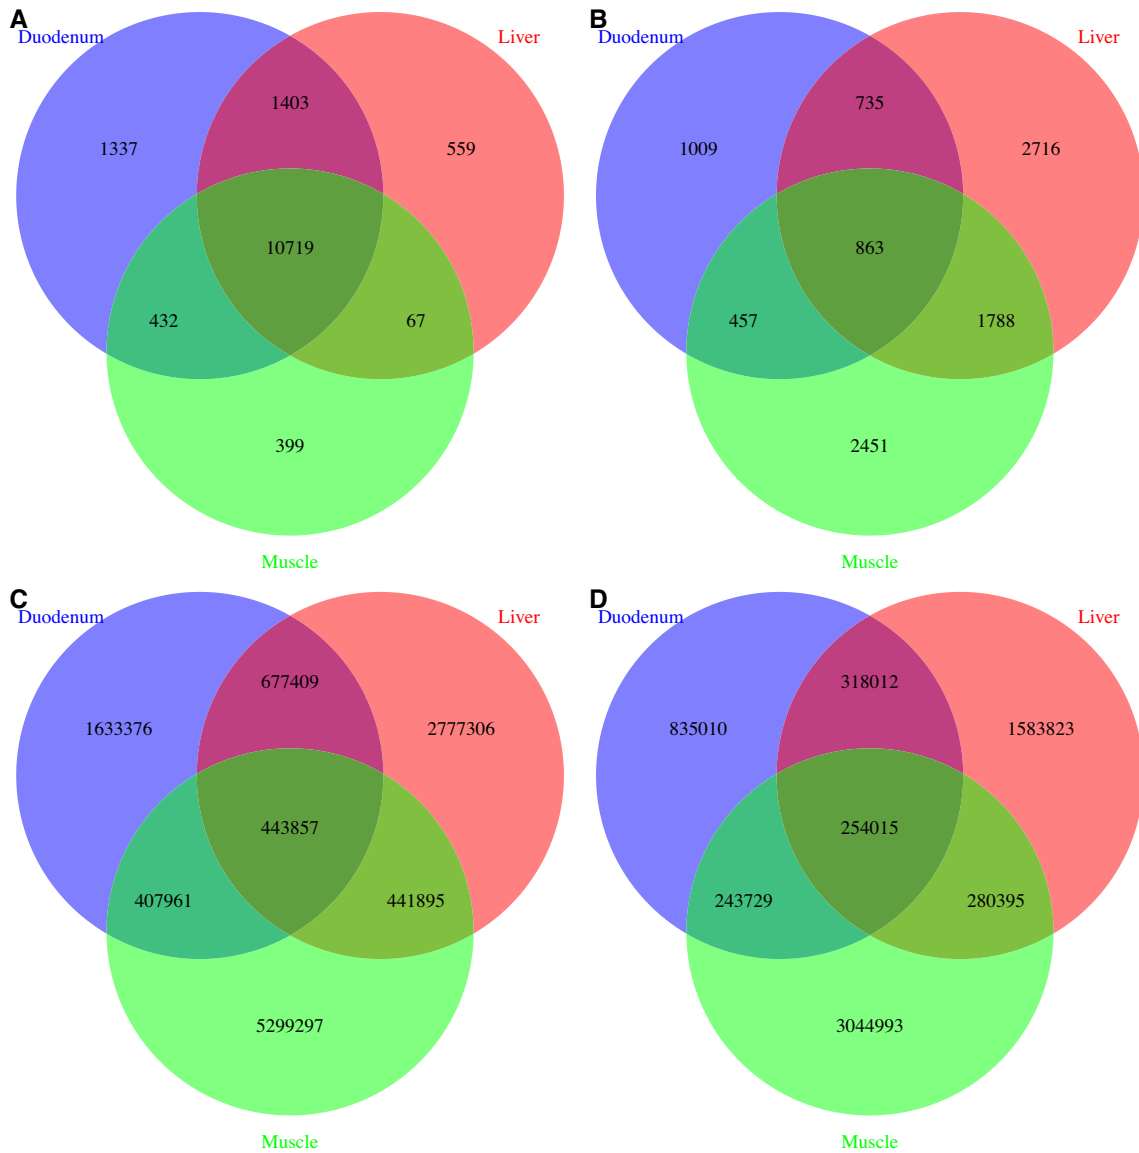 A
Duodenum
Liver
1403
1337
559
10719
432
67
399
Muscle
B
Duodenum
Liver
735
1009
2716
863
457
1788
2451
Muscle
C
Duodenum
Liver
677409
1633376
2777306
443857
407961
441895
5299297
Muscle
D
Duodenum
Liver
318012
835010
1583823
254015
243729
280395
3044993
Muscle